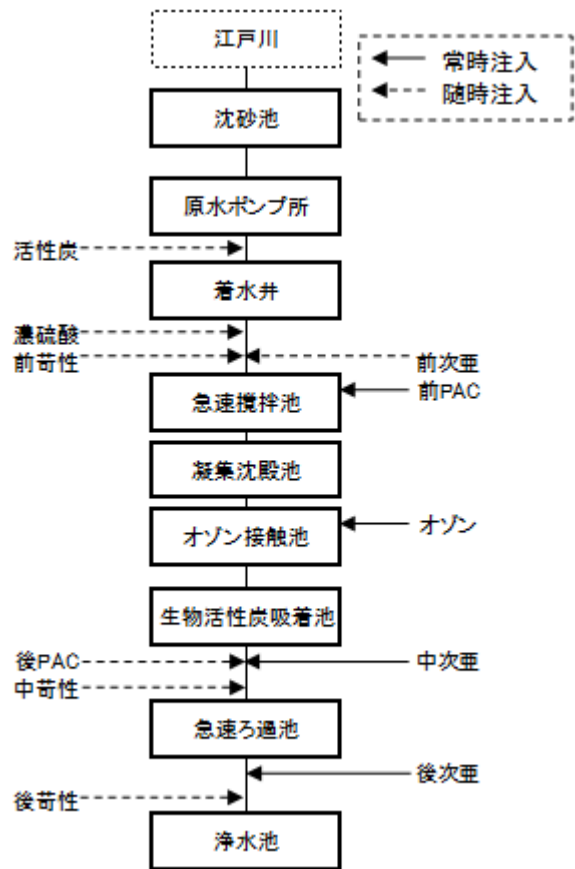 江戸川
常時注入
随時注入
沈砂池
原水ポンプ所
活性炭
着水井
濃硫酸
前苛性
前次亜
前PAC
急速攪拌池
凝集沈殿池
オゾン接触池
オゾン
生物活性炭吸着池
後PAC
中次亜
中苛性
急速ろ過池
後次亜
後苛性
浄水池